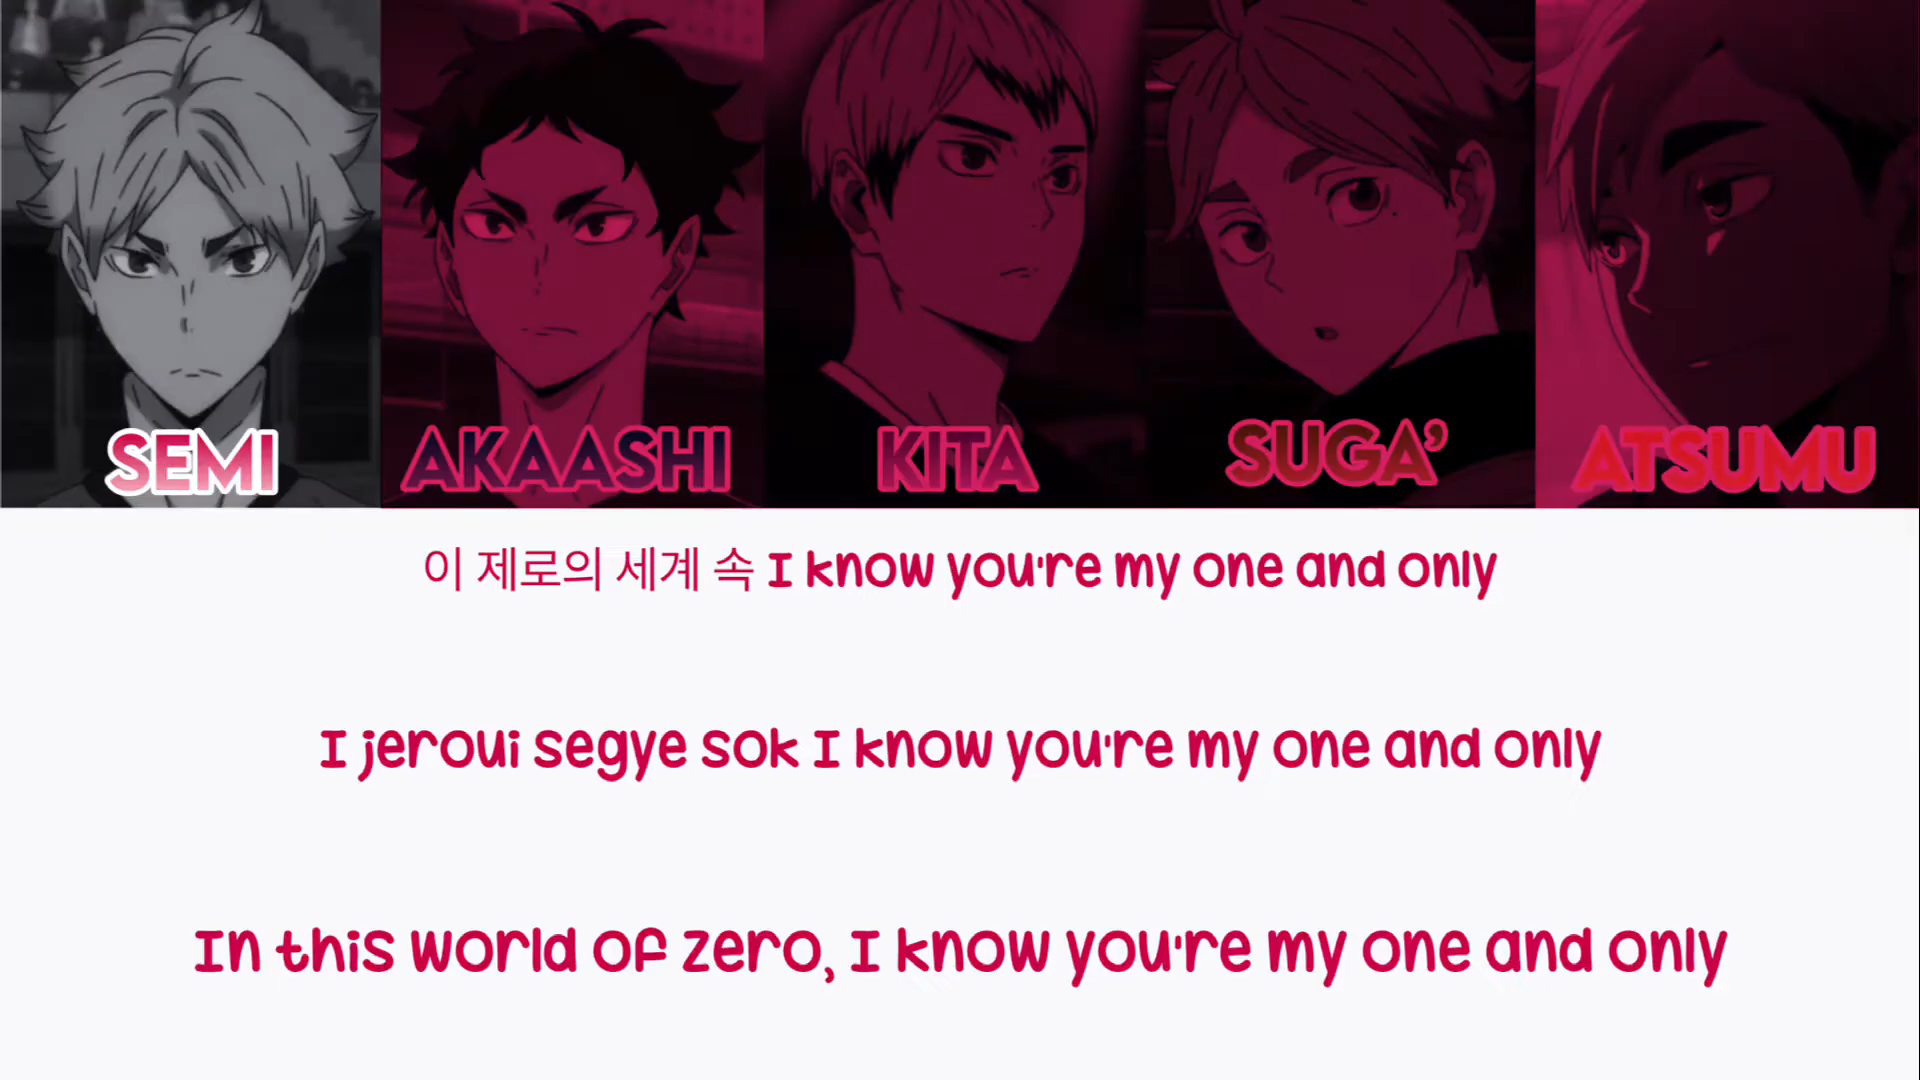 SEMI AKAASHI KITA SUGA’ ATSUMU
이 제로의 세계 속 I know you're my one and only
I jeroui segye sok I know you're my one and only
In this world of zero, I know you're my one and only